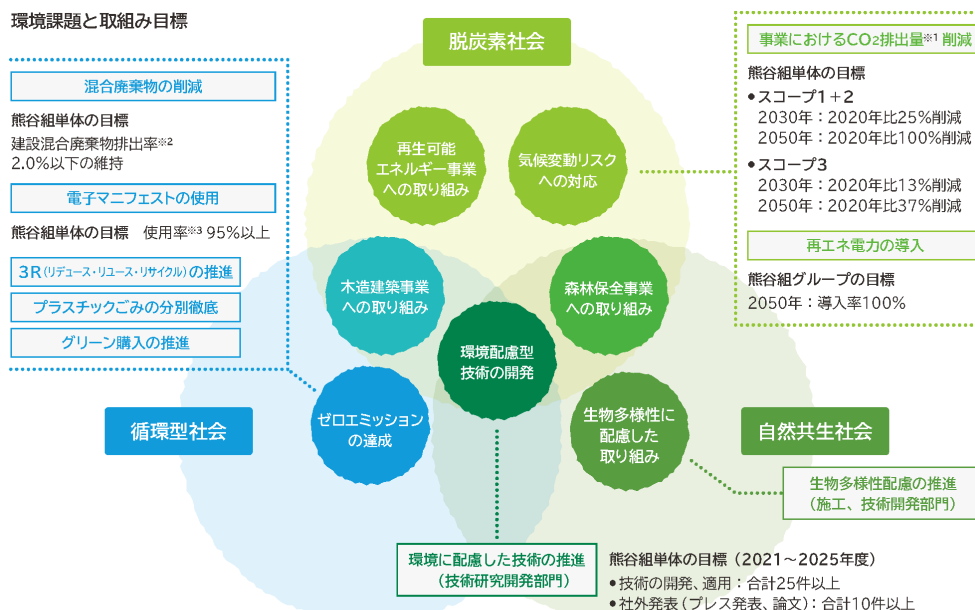 環境課題と取組み目標
脱炭素社会
混合廃棄物の削減
熊谷組単体の目標
建設混合廃棄物排出率※2
2.0%以下の維持
電子マニフェストの使用
熊谷組単体の目標 使用率※3 95%以上
3R(リデュース・リユース・リサイクル)の推進
プラスチックごみの分別徹底
グリーン購入の推進
事業におけるCO2排出量※1 削減
熊谷組単体の目標
•スコープ1+2
2030年：2020年比25%削減
2050年：2020年比100%削減
•スコープ3
2030年：2020年比13%削減
2050年：2020年比37%削減
再エネ電力の導入
熊谷組グループの目標
2050年：導入率100%
再生可能
エネルギー事業
への取り組み
気候変動リスク
への対応
木造建築事業
への取り組み
森林保全事業
への取り組み
環境配慮型
技術の開発
循環型社会
ゼロエミッション
の達成
生物多様性に
配慮した
取り組み
自然共生社会
生物多様性配慮の推進
(施工、技術開発部門)
環境に配慮した技術の推進
(技術研究開発部門)
熊谷組単体の目標(2021～2025年度)
•技術の開発、適用：合計25件以上
•社外発表(プレス発表、論文)：合計10件以上